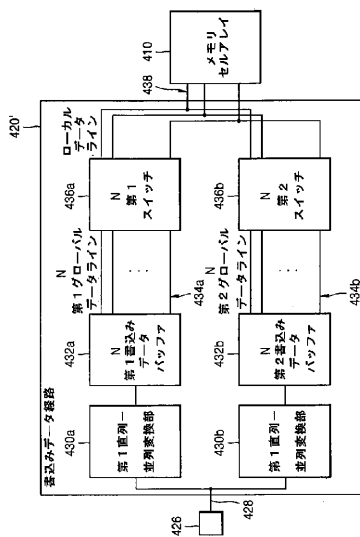 420'
書込みデータ経路
430a
第1直列ー
並列変換部
432a
N
第1書込み
データ
バッファ
N
第1グローバル
データライン
434a
436a
N
第1
スイッチ
ローカル
データ
ライン
438
410
メモリ
セルアレイ
430b
第1直列ー
並列変換部
432b
N
第2書込み
データ
バッファ
N
第2グローバル
データライン
434b
436b
N
第2
スイッチ
426
428